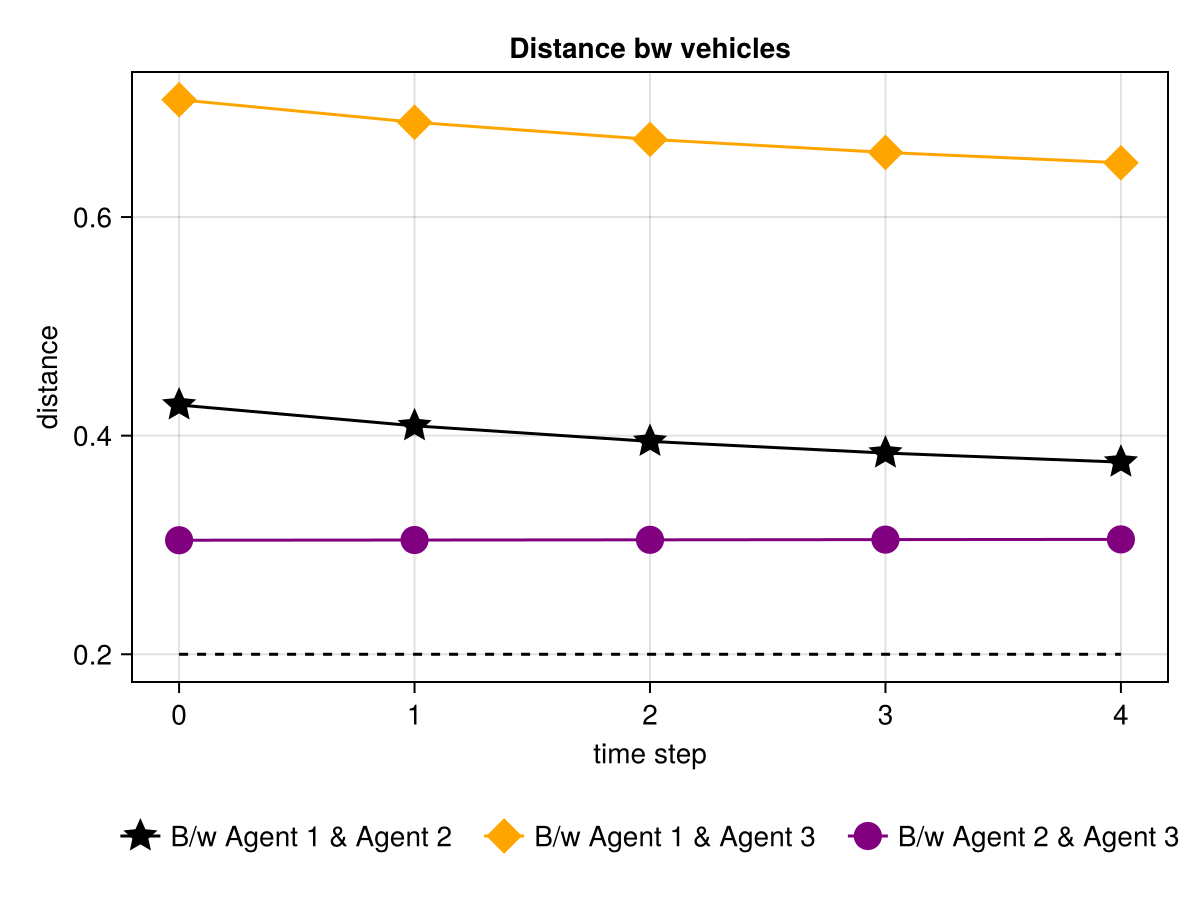 Distance bw vehicles
distance
0.6
0.4
0.2
0 1 2 3 4
time step
B/w Agent 1 & Agent 2 B/w Agent 1 & Agent 3 B/w Agent 2 & Agent 3